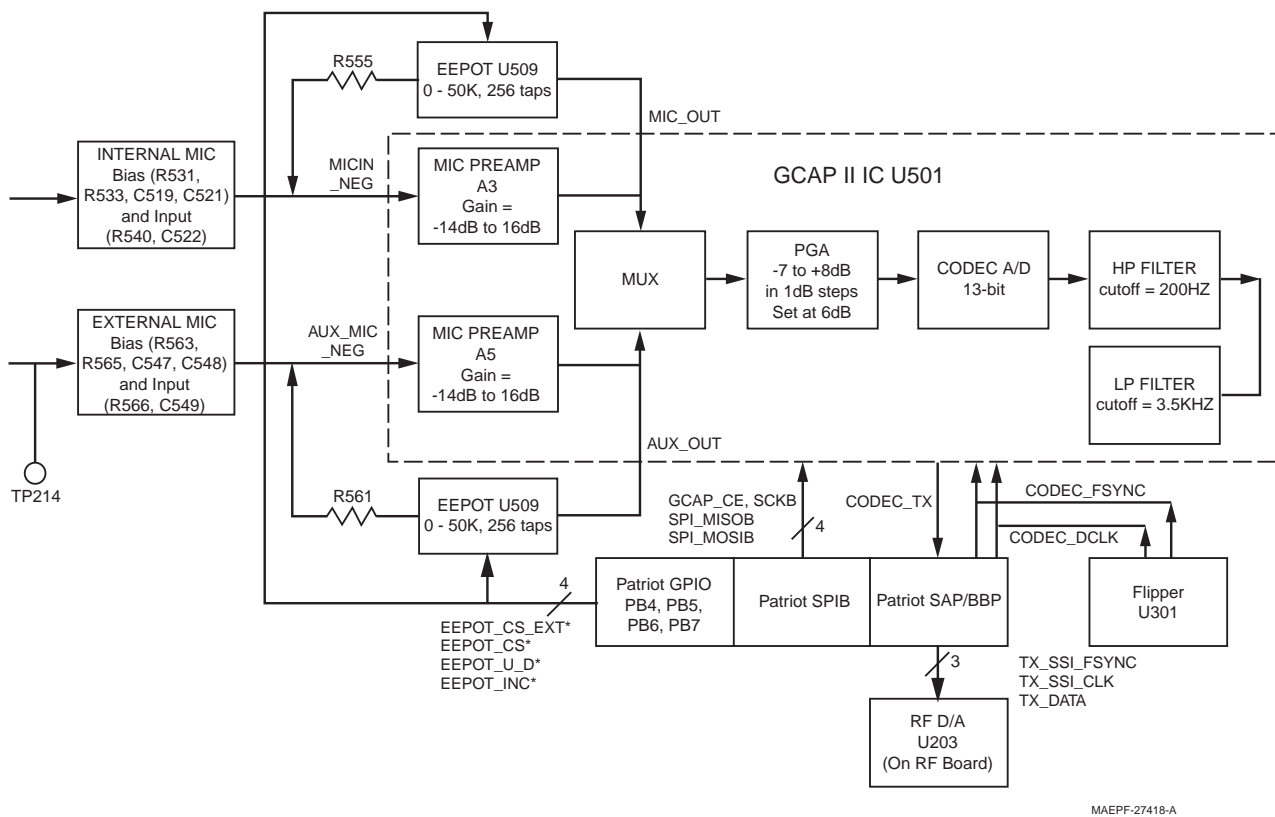 R555
EEPOT U509
0 - 50K, 256 taps
MIC_OUT
INTERNAL MIC
Bias (R531,
R533, C519, C521)
and Input
(R540, C522)
MICIN
_NEG
MIC PREAMP
A3
Gain =
-14dB to 16dB
GCAP II IC U501
MUX
PGA
-7 to +8dB
in 1dB steps
Set at 6dB
CODEC A/D
13-bit
HP FILTER
cutoff = 200HZ
EXTERNAL MIC
Bias (R563,
R565, C547, C548)
and Input
(R566, C549)
AUX_MIC
_NEG
MIC PREAMP
A5
Gain =
-14dB to 16dB
LP FILTER
cutoff = 3.5KHZ
AUX_OUT
TP214
R561
EEPOT U509
0 - 50K, 256 taps
GCAP_CE, SCKB
SPI_MISOB
SPI_MOSIB
4
CODEC_TX
CODEC_FSYNC
CODEC_DCLK
4
EEPOT_CS_EXT*
EEPOT_CS*
EEPOT_U_D*
EEPOT_INC*
Patriot GPIO
PB4, PB5,
PB6, PB7
Patriot SPIB
Patriot SAP/BBP
Flipper
U301
3
TX_SSI_FSYNC
TX_SSI_CLK
TX_DATA
RF D/A
U203
(On RF Board)
MAEPF-27418-A